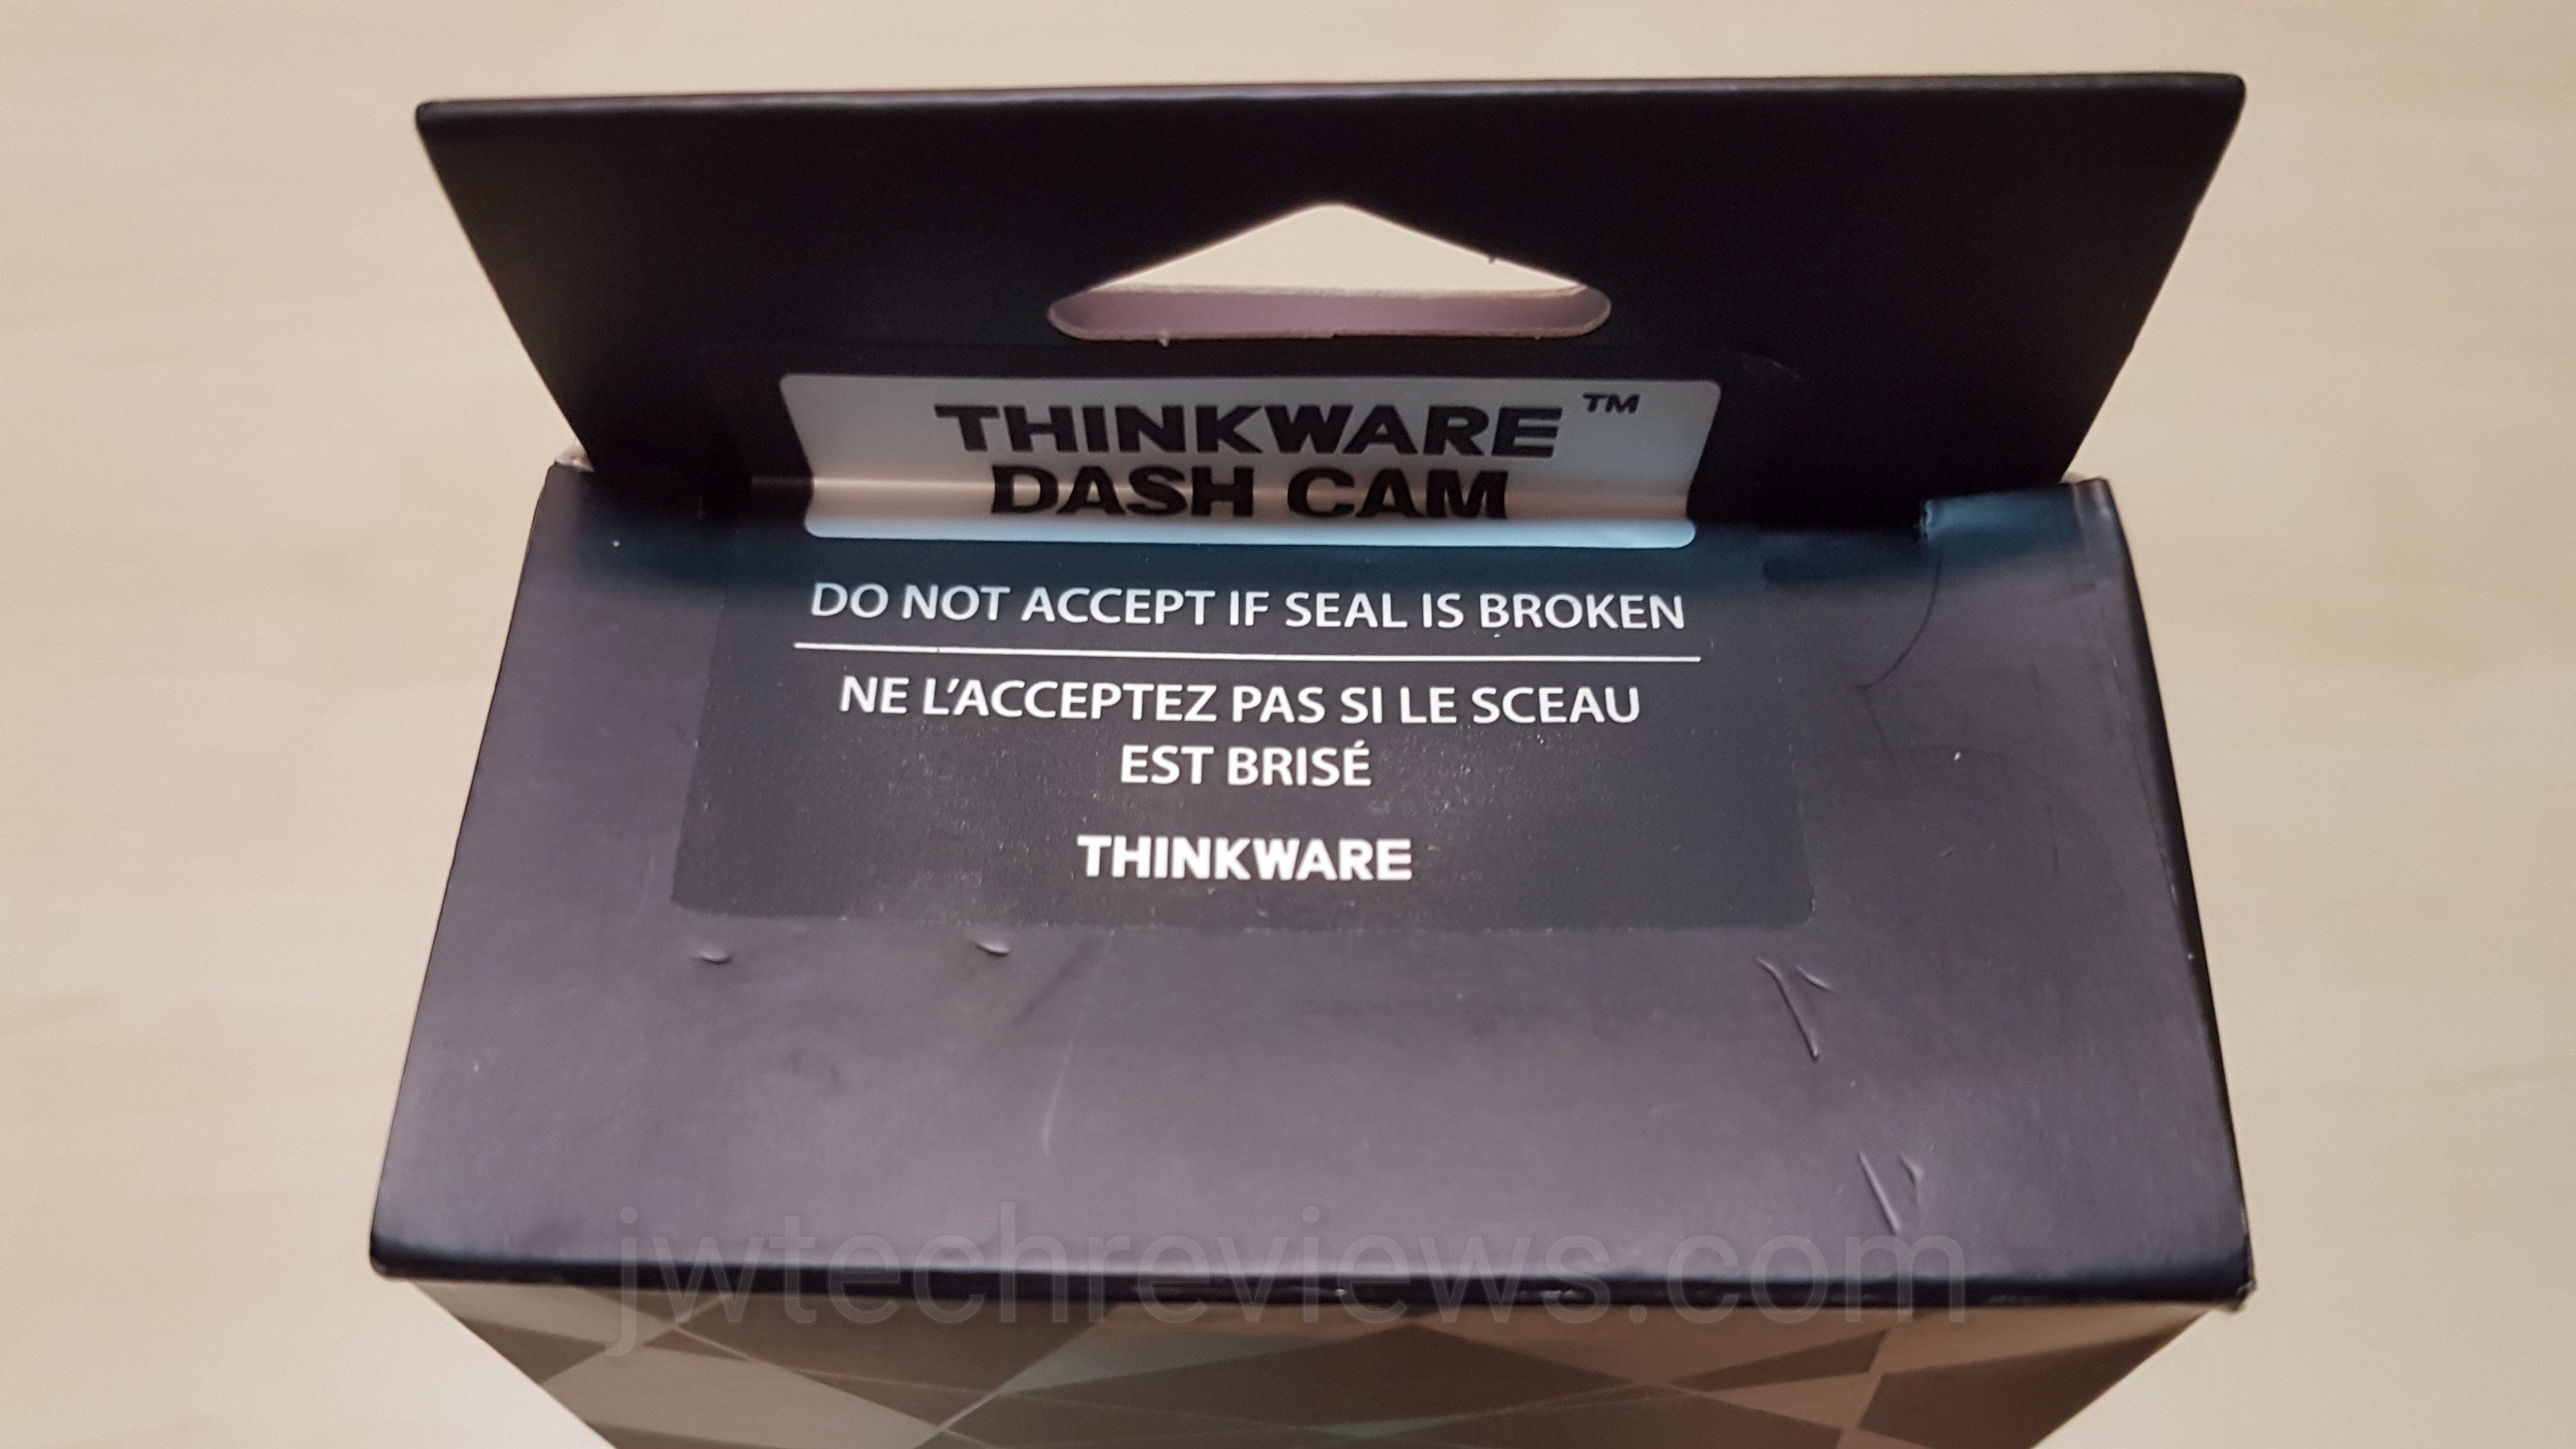 THINKWARE™
DASH CAM
DO NOT ACCEPT IF SEAL IS BROKEN
NE L'ACCEPTEZ PAS SI LE SCEAU
EST BRISÉ
THINKWARE
jwtechreviews.com